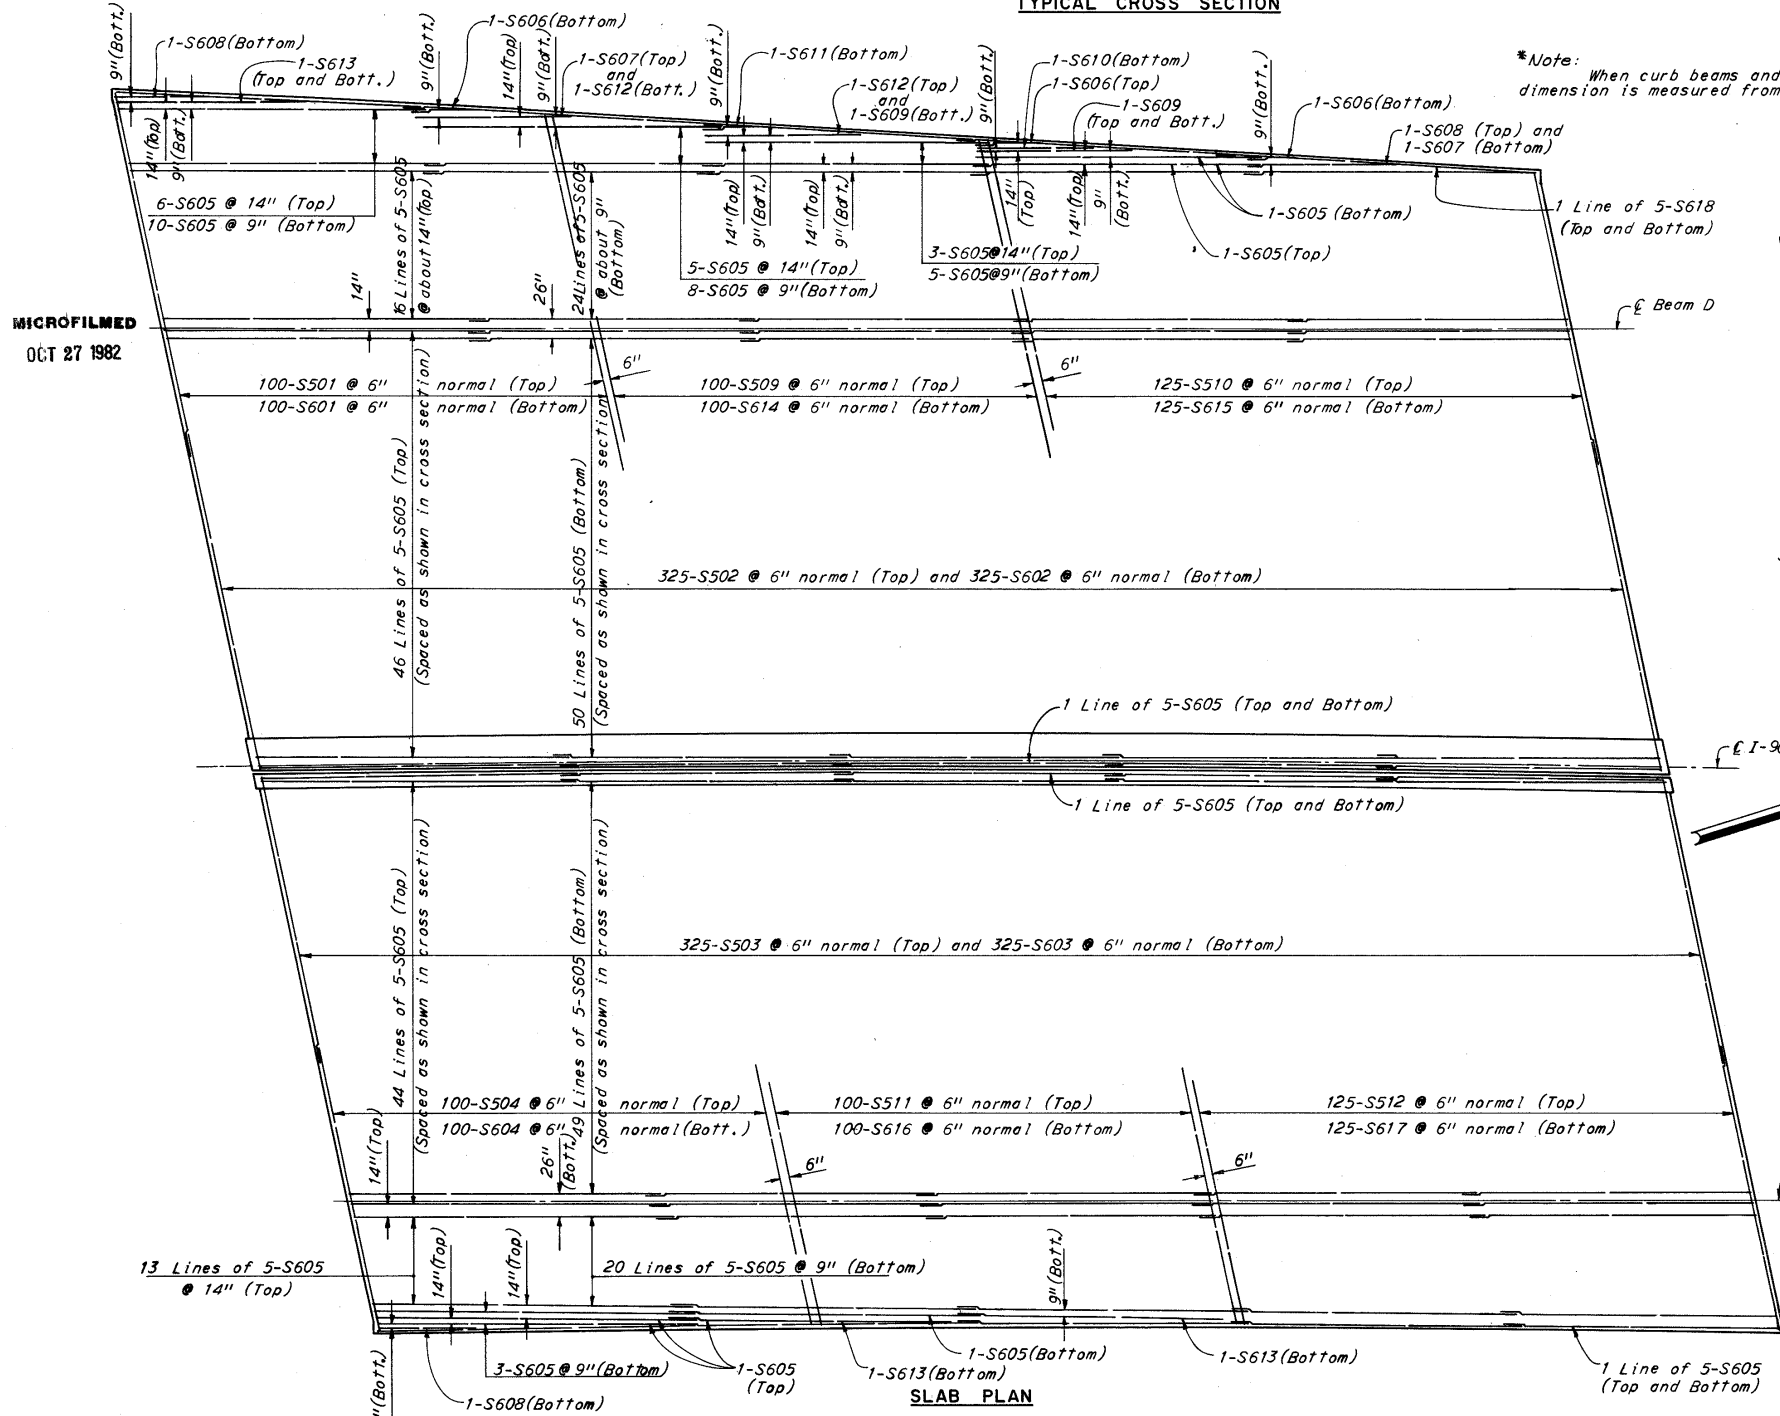 TYPICAL CROSS SECTION
9"(Bott.)
1-S608(Bottom)
1-S613
(Top and Bott.)
9"(Bott.)
1-S606(Bottom)
14"(Top)
9"(Bott.)
1-S607(Top)
and
1-S612(Bott.)
9"(Bott.)
1-S611(Bottom)
1-S612(Top)
and
1-S609(Bott.)
9"(Bott.)
1-S610(Bottom)
1-S606(Top)
1-S609
(Top and Bott.)
9"(Bott.)
1-S606(Bottom)
1-S608 (Top) and
1-S607 (Bottom)
*Note:
When curb beams and
dimension is measured from
14"(Top)
9"(Bott.)
6-S605 @ 14" (Top)
10-S605 @ 9" (Bottom)
16 Lines of 5-S605
@ about 14"(Top)
24 Lines of 5-S605
@ about 9"
(Bottom)
14"(Top)
9"(Bott.)
14"(Top)
9"(Bott.)
5-S605 @ 14"(Top)
8-S605 @ 9"(Bottom)
3-S605@14"(Top)
5-S605@9"(Bottom)
14"
(Top)
14"(Top)
9"
(Bott.)
1-S605 (Bottom)
1-S605(Top)
1 Line of 5-S618
(Top and Bottom)
14"
26"
℄ Beam D
MICROFILMED
OCT 27 1982
6"
6"
100-S501 @ 6" normal (Top)
100-S601 @ 6" normal (Bottom)
100-S509 @ 6" normal (Top)
100-S614 @ 6" normal (Bottom)
125-S510 @ 6" normal (Top)
125-S615 @ 6" normal (Bottom)
46 Lines of 5-S605 (Top)
(Spaced as shown in cross section)
50 Lines of 5-S605 (Bottom)
(Spaced as shown in cross section)
325-S502 @ 6" normal (Top) and 325-S602 @ 6" normal (Bottom)
1 Line of 5-S605 (Top and Bottom)
℄ I-9
1 Line of 5-S605 (Top and Bottom)
44 Lines of 5-S605 (Top)
(Spaced as shown in cross section)
49 Lines of 5-S605 (Bottom)
(Spaced as shown in cross section)
325-S503 @ 6" normal (Top) and 325-S603 @ 6" normal (Bottom)
100-S504 @ 6" normal (Top)
100-S604 @ 6" normal(Bott.)
100-S511 @ 6" normal (Top)
100-S616 @ 6" normal (Bottom)
125-S512 @ 6" normal (Top)
125-S617 @ 6" normal (Bottom)
14"(Top)
26"
(Bott.)
6"
6"
13 Lines of 5-S605
@ 14" (Top)
14"(Top)
14"(Top)
20 Lines of 5-S605 @ 9" (Bottom)
9"(Bott.)
"(Bott.)
3-S605 @ 9"(Bottom)
1-S608(Bottom)
1-S605
(Top)
1-S613(Bottom)
1-S605(Bottom)
1-S613(Bottom)
1 Line of 5-S605
(Top and Bottom)
SLAB PLAN